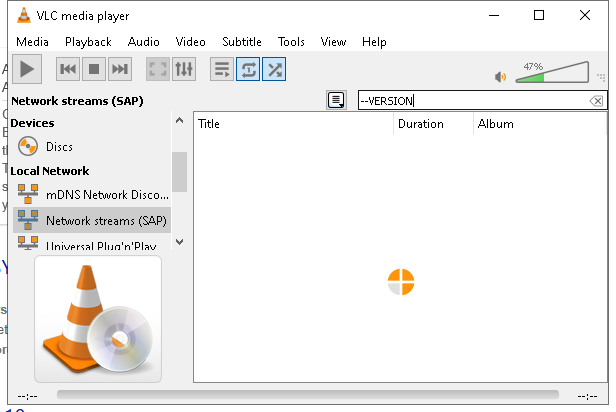 VLC media player
Media Playback Audio Video Subtitle Tools View Help
47%
Network streams (SAP)
--VERSION
Devices
Title Duration Album
Discs
Local Network
mDNS Network Disco...
Network streams (SAP)
Universal Plug'n'Play
--:-- --:--